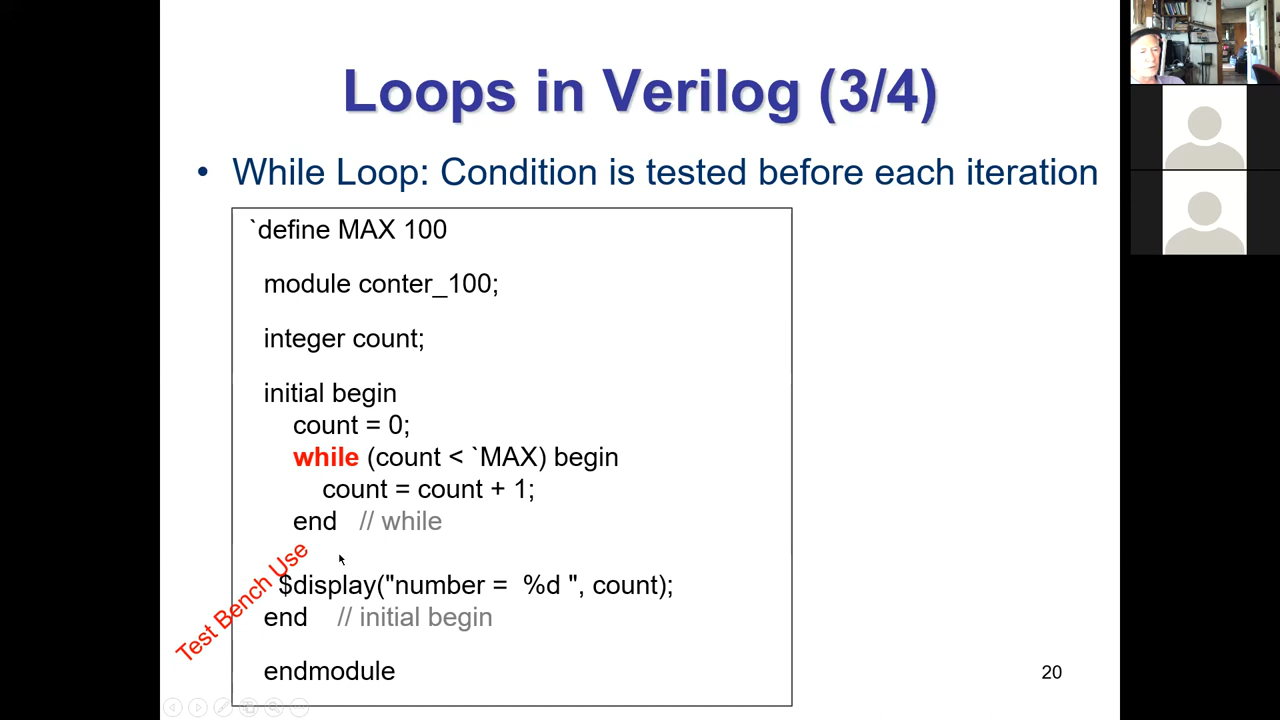 Loops in Verilog (3/4)
• While Loop: Condition is tested before each iteration
`define MAX 100
module conter_100;
integer count;
initial begin
count = 0;
while (count < `MAX) begin
count = count + 1;
end // while
$display("number = %d ", count);
end // initial begin
endmodule
Test Bench Use
20